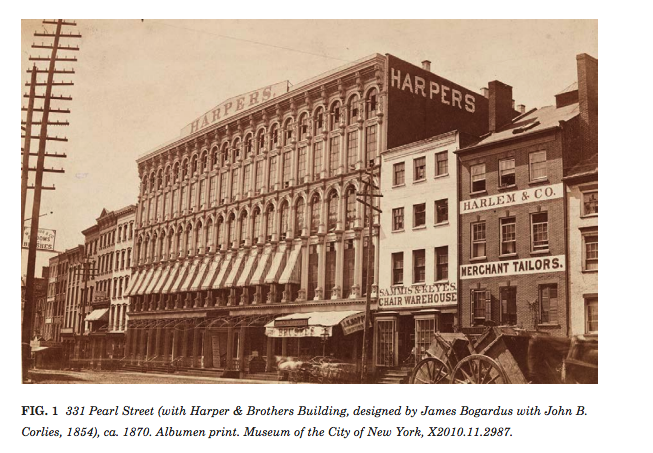 HARPERS
HARPERS
HARLEM & CO.
MERCHANT TAILORS.
SAMMIS & KEYES,
CHAIR WAREHOUSE
FIG. 1 331 Pearl Street (with Harper & Brothers Building, designed by James Bogardus with John B.
Corlies, 1854), ca. 1870. Albumen print. Museum of the City of New York, X2010.11.2987.